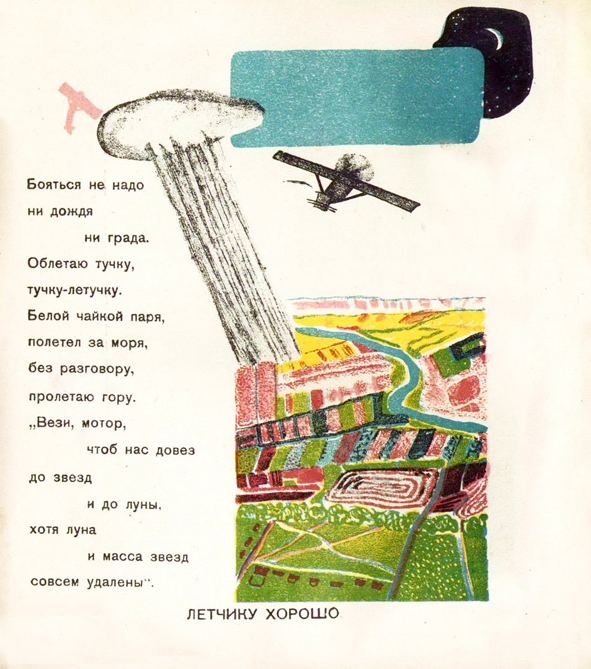 Бояться не надо
ни дождя
ни града.
Облетаю тучку,
тучку-летучку.
Белой чайкой паря,
полетел за моря,
без разговору,
пролетаю гору.
„Вези, мотор,
чтоб нас довез
до звезд
и до луны,
хотя луна
и масса звезд
совсем удалены“.
ЛЕТЧИКУ ХОРОШО